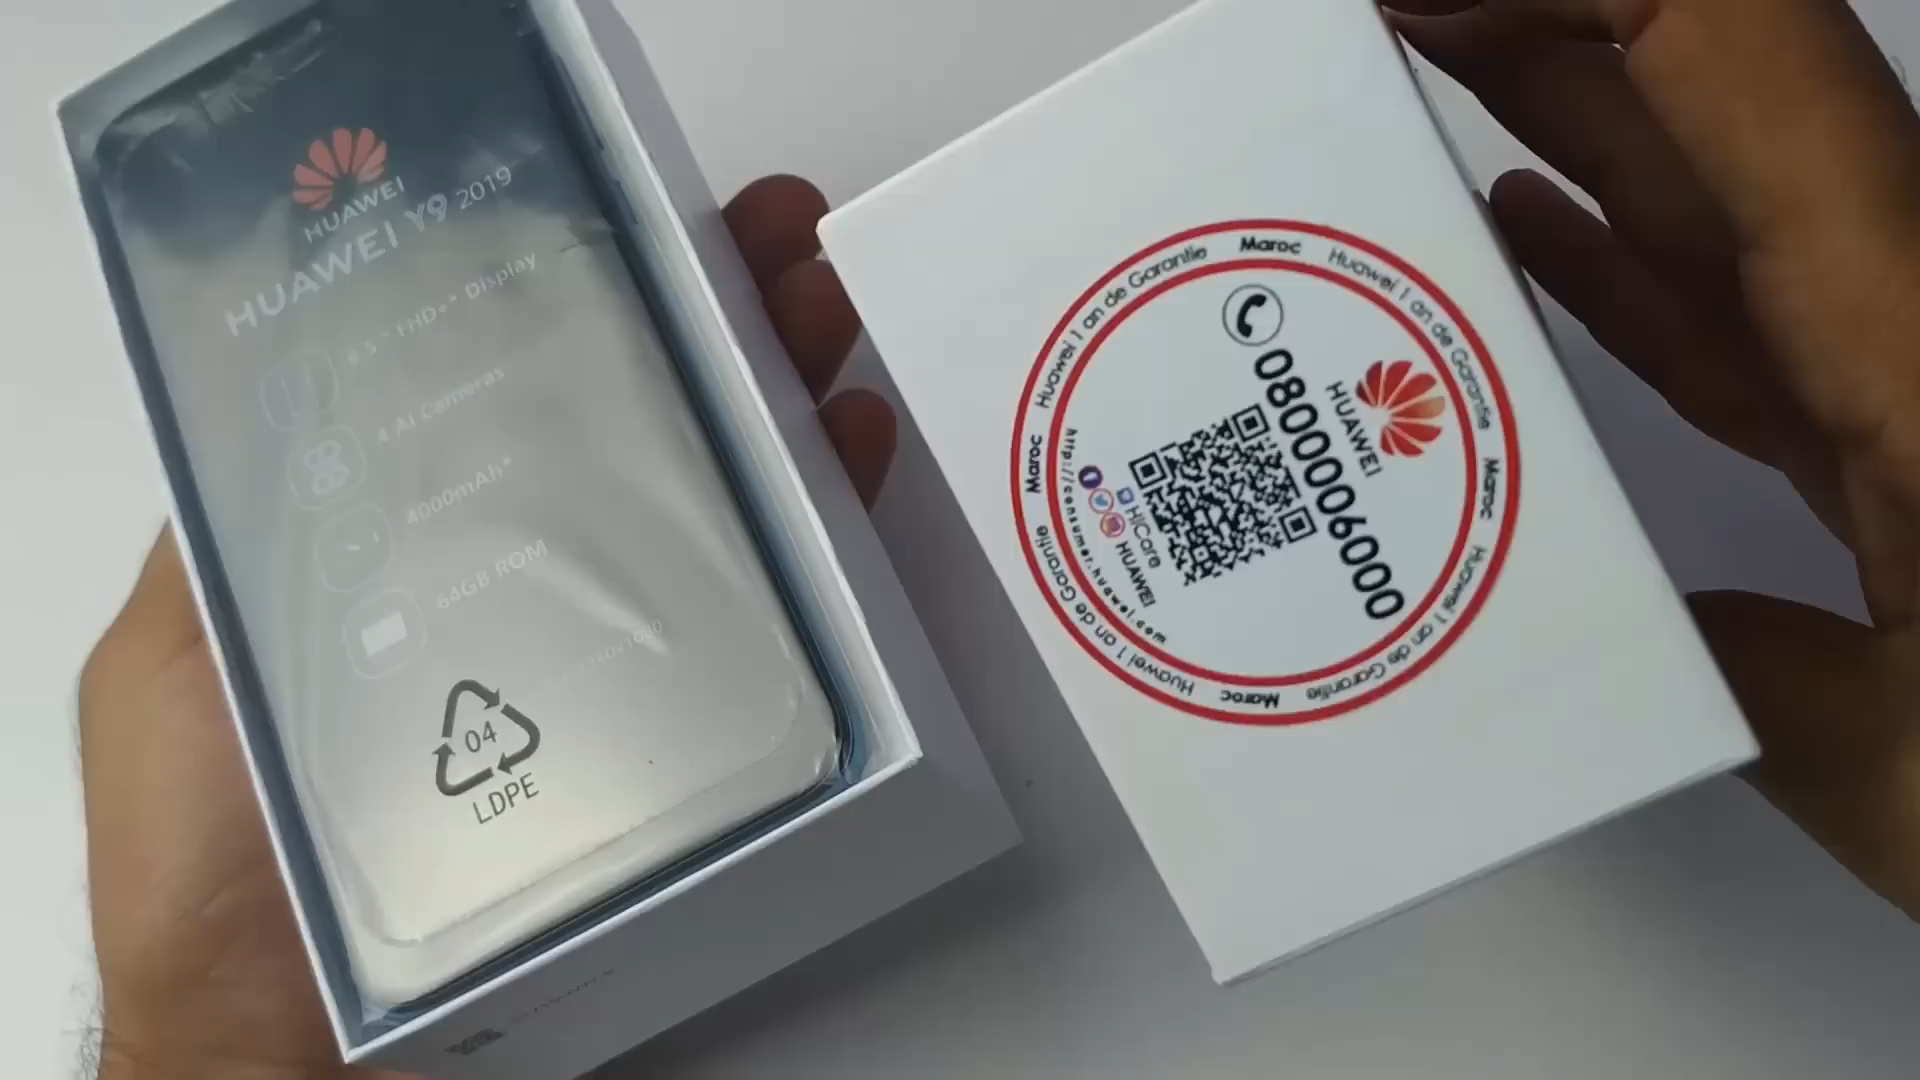 HUAWEI
HUAWEI Y9 2019
6.5" FHD+* Display
4 AI Cameras
4000mAh*
64GB ROM
2340x1080
04
LDPE
Maroc Huawei 1 an de Garantie Maroc Huawei 1 an de Garantie Maroc Huawei 1 an de Garantie Maroc Huawei 1 an de Garantie
0800006000
HUAWEI
HiCare
HUAWEI
http://consumer.huawei.com